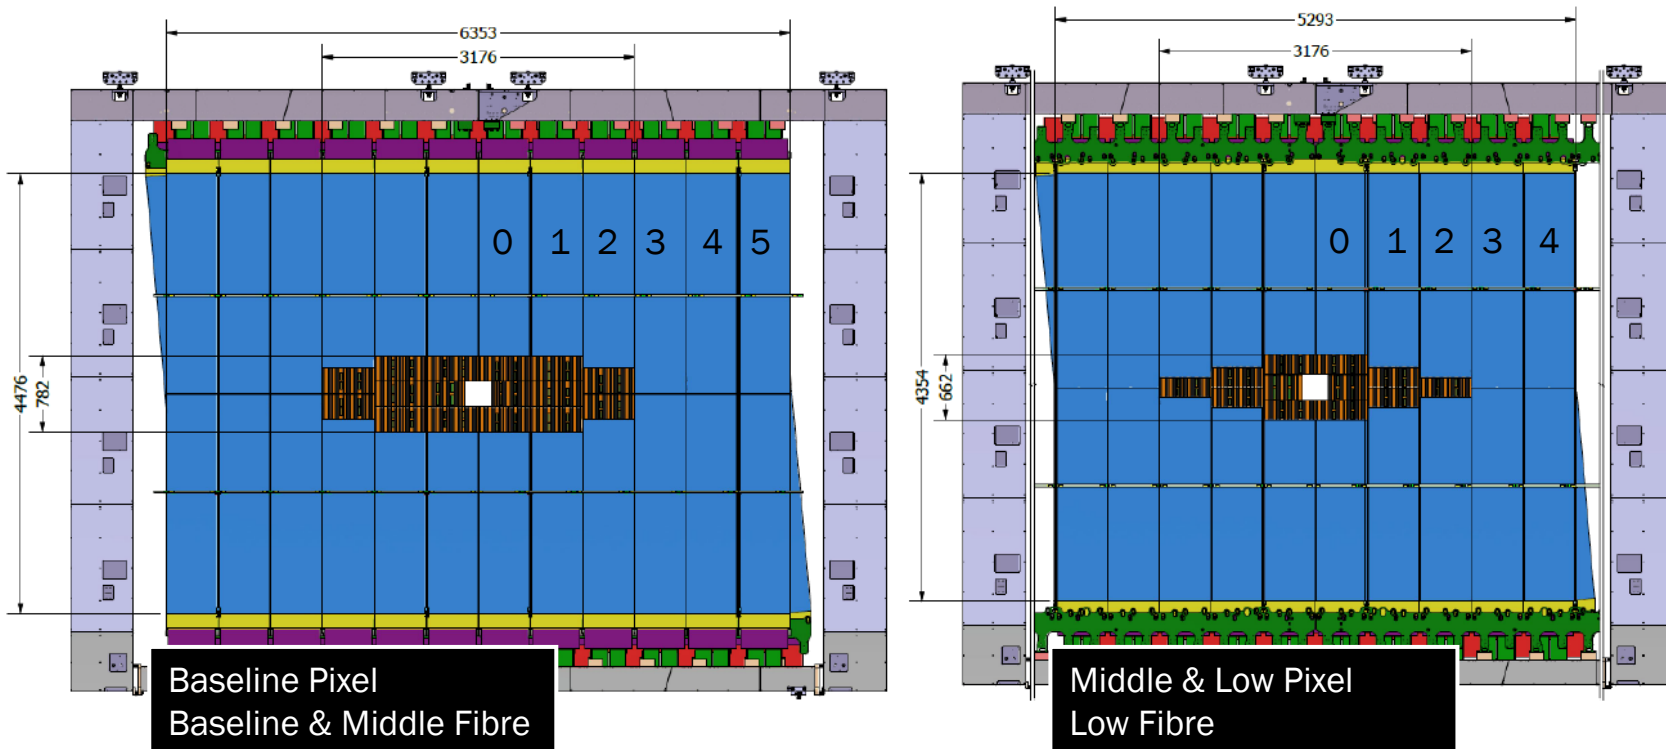 6353
3176
4476
782
0 1 2 3 4 5
Baseline Pixel
Baseline & Middle Fibre
5293
3176
4354
662
0 1 2 3 4
Middle & Low Pixel
Low Fibre